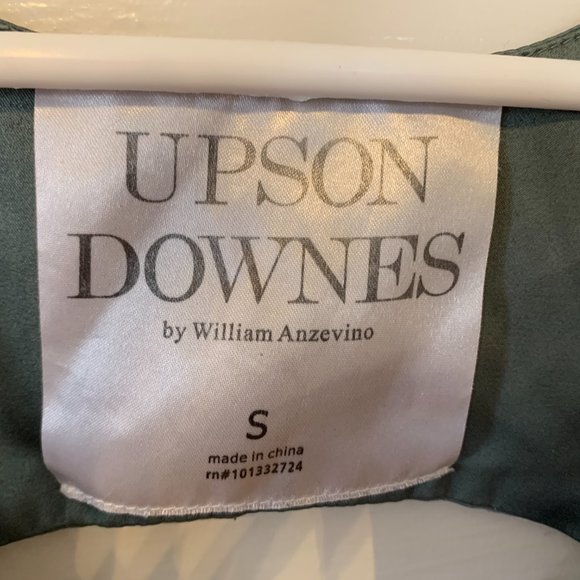 UPSON
DOWNES
by William Anzevino
S
made in china
rn#101332724